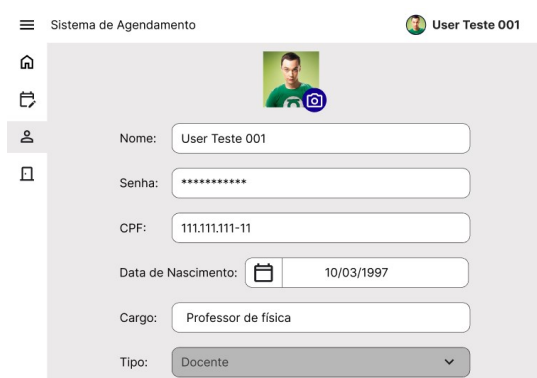 Sistema de Agendamento
User Teste 001
Nome: User Teste 001
Senha: ***********
CPF: 111.111.111-11
Data de Nascimento: 10/03/1997
Cargo: Professor de física
Tipo: Docente